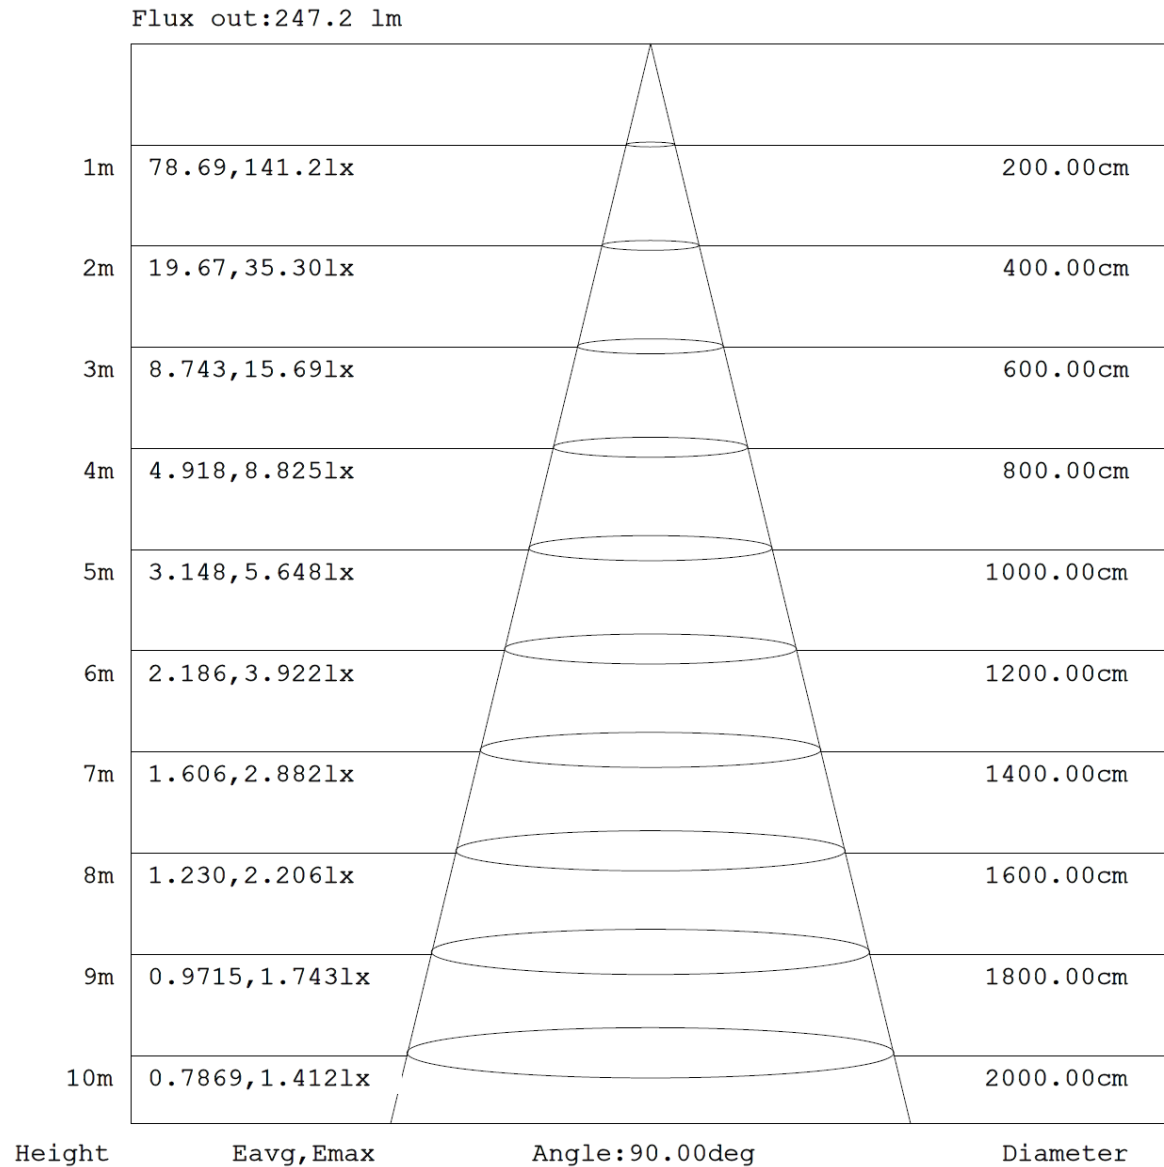 Flux out:247.2 lm
1m 78.69,141.2lx 200.00cm
2m 19.67,35.30lx 400.00cm
3m 8.743,15.69lx 600.00cm
4m 4.918,8.825lx 800.00cm
5m 3.148,5.648lx 1000.00cm
6m 2.186,3.922lx 1200.00cm
7m 1.606,2.882lx 1400.00cm
8m 1.230,2.206lx 1600.00cm
9m 0.9715,1.743lx 1800.00cm
10m 0.7869,1.412lx 2000.00cm
Height Eavg,Emax Angle:90.00deg Diameter